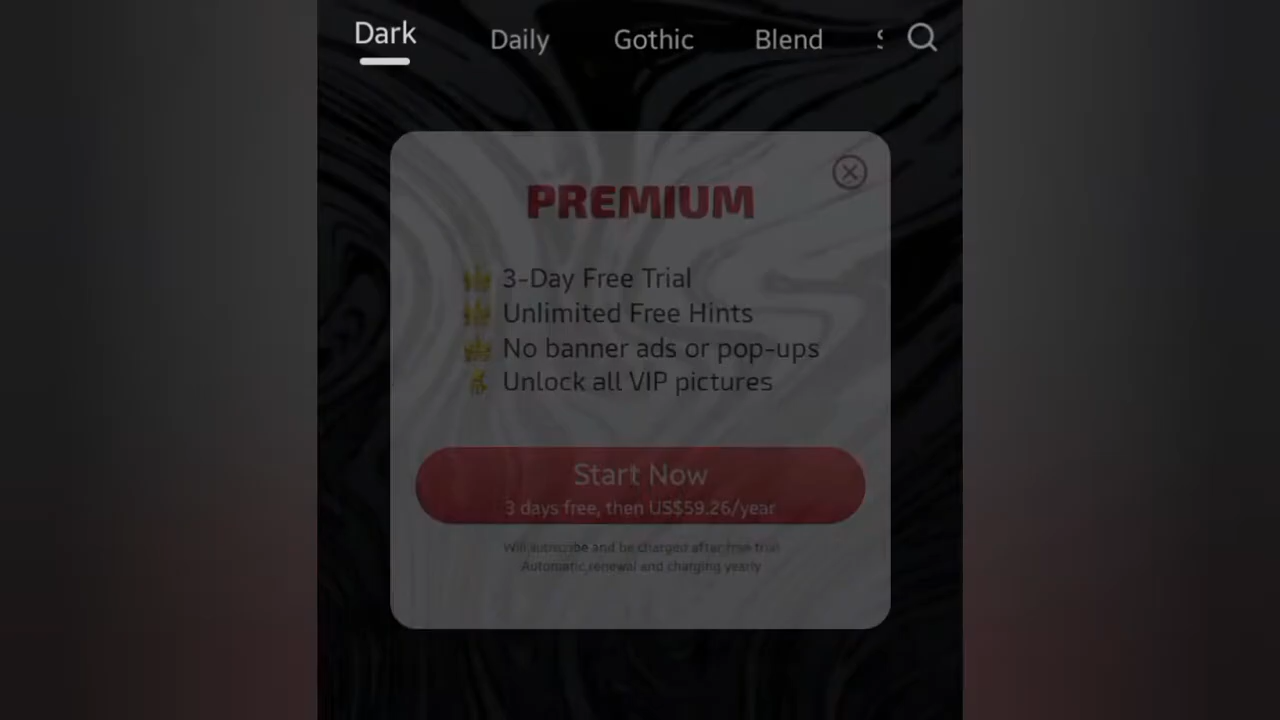 Dark Daily Gothic Blend
PREMIUM
3-Day Free Trial
Unlimited Free Hints
No banner ads or pop-ups
Unlock all VIP pictures
Start Now
3 days free, then US$59.26/year
Will subscribe and be charged after free trial
Automatic renewal and charging yearly